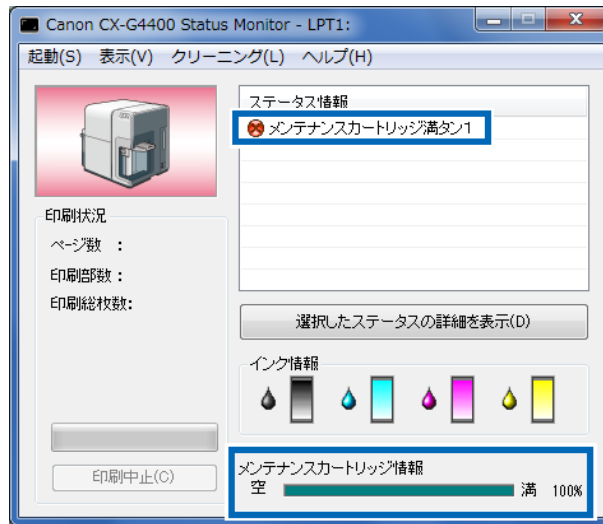 Canon CX-G4400 Status Monitor - LPT1:
起動(S) 表示(V) クリーニング(L) ヘルプ(H)
ステータス情報
メンテナンスカートリッジ満タン1
印刷状況
ページ数 :
印刷部数 :
印刷総枚数:
選択したステータスの詳細を表示(D)
インク情報
印刷中止(C)
メンテナンスカートリッジ情報
空 満 100%